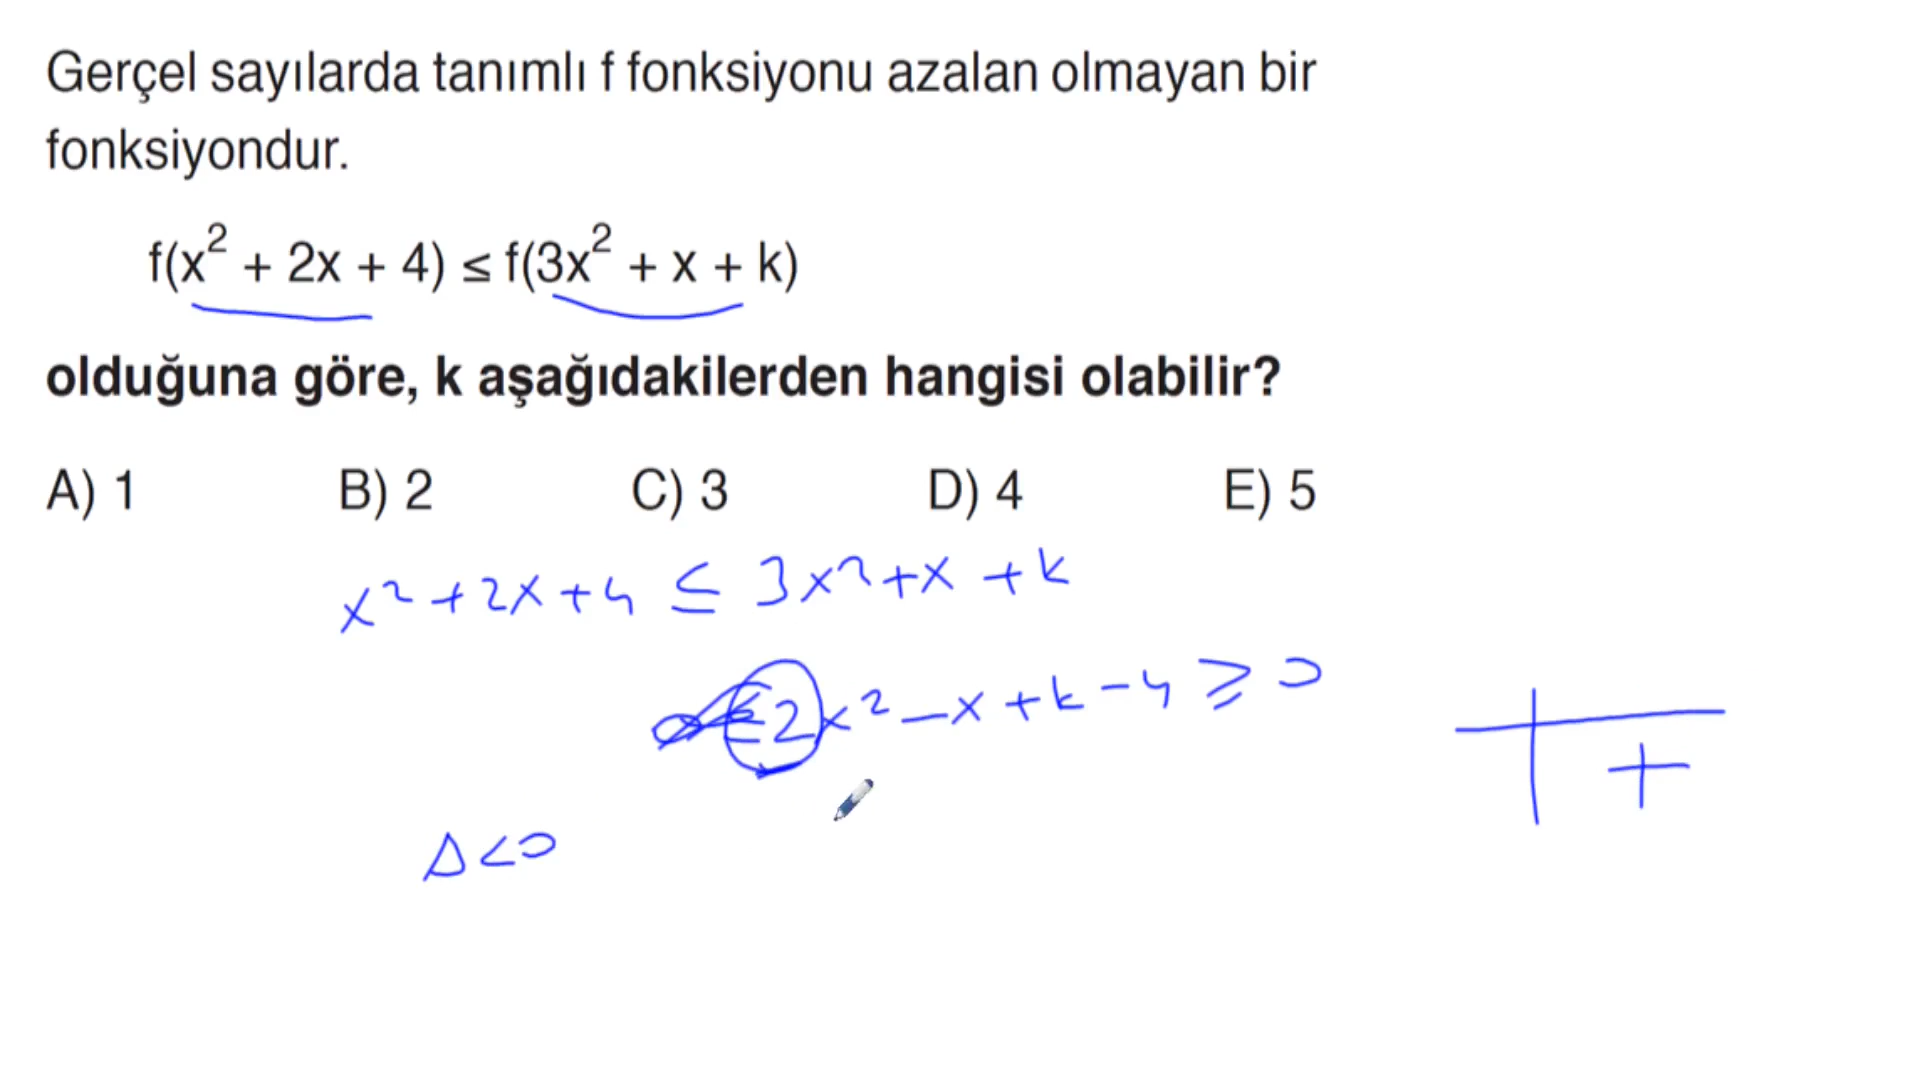 Gerçel sayılarda tanımlı f fonksiyonu azalan olmayan bir
fonksiyondur.
f(x² + 2x + 4) ≤ f(3x² + x + k)
olduğuna göre, k aşağıdakilerden hangisi olabilir?
A) 1 B) 2 C) 3 D) 4 E) 5
x² + 2x + 4 ≤ 3x² + x + k
2x² - x + k - 4 ≥ 0
+
Δ < 0